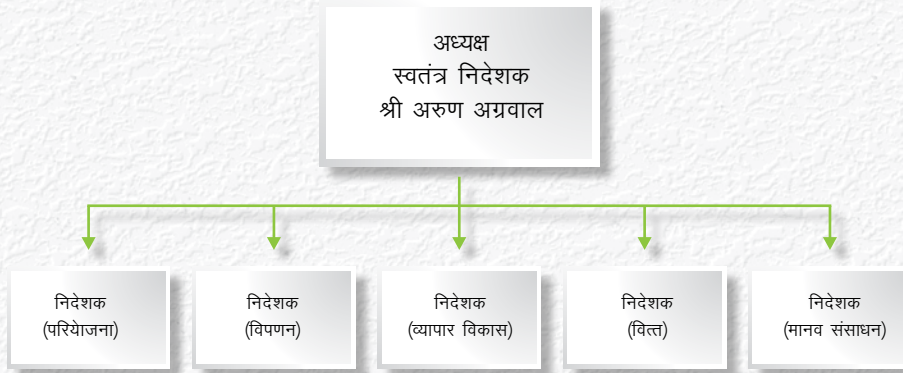 अध्यक्ष
स्वतंत्र निदेशक
श्री अरुण अग्रवाल
निदेशक
(परियेाजना)
निदेशक
(विपणन)
निदेशक
(व्यापार विकास)
निदेशक
(वित्त)
निदेशक
(मानव संसाधन)